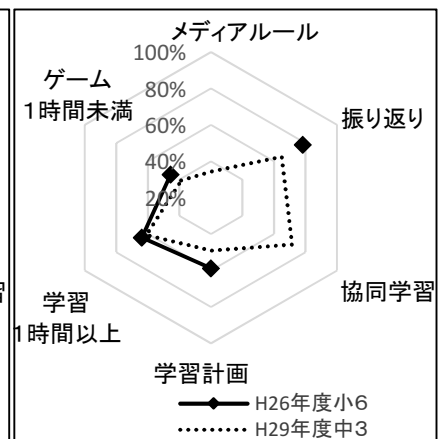 メディアルール
100%
80%
60%
40%
20%
振り返り
協同学習
学習計画
学習
1時間以上
ゲーム
1時間未満
習
H26年度小6
H29年度中3